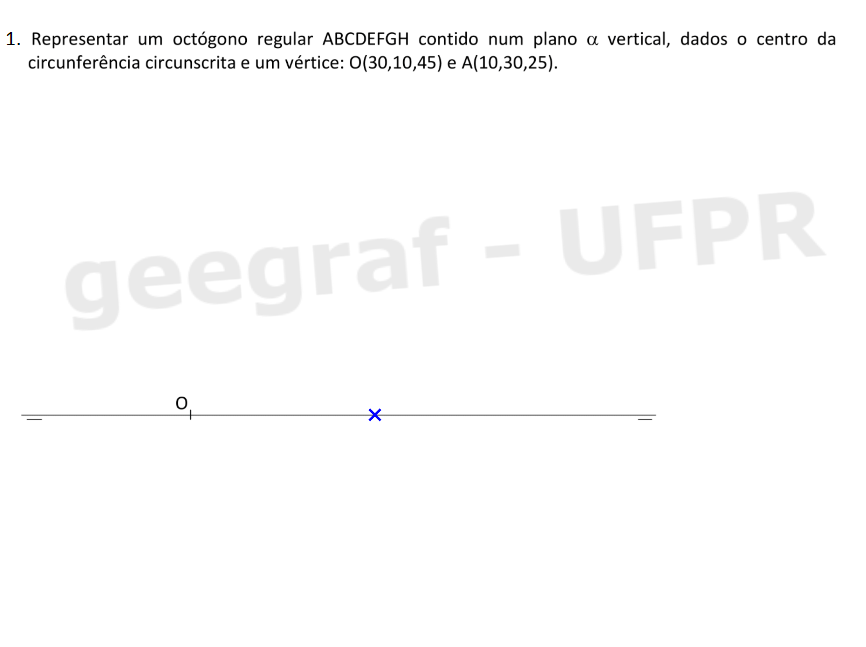 1. Representar um octógono regular ABCDEFGH contido num plano α vertical, dados o centro da
circunferência circunscrita e um vértice: O(30,10,45) e A(10,30,25).
geegraf - UFPR
O